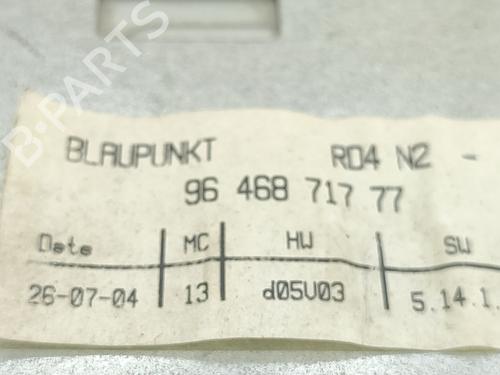 B-PARTS
BLAUPUNKT RD4 N2 -
96 468 717 77
Date MC HW SW
26-07-04 13 d05V03 5.14.1